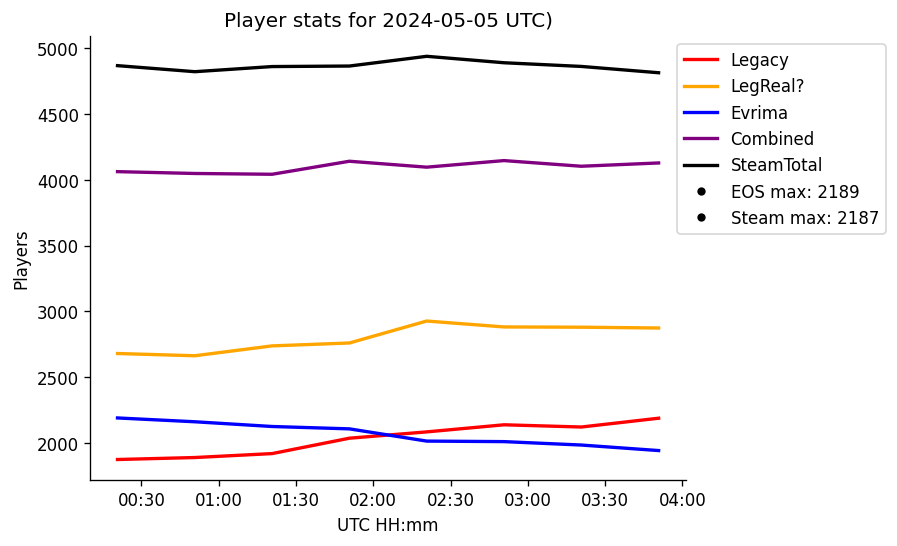 Player stats for 2024-05-05 UTC)
Players
5000
4500
4000
3500
3000
2500
2000
00:30 01:00 01:30 02:00 02:30 03:00 03:30 04:00
UTC HH:mm
Legacy
LegReal?
Evrima
Combined
SteamTotal
EOS max: 2189
Steam max: 2187